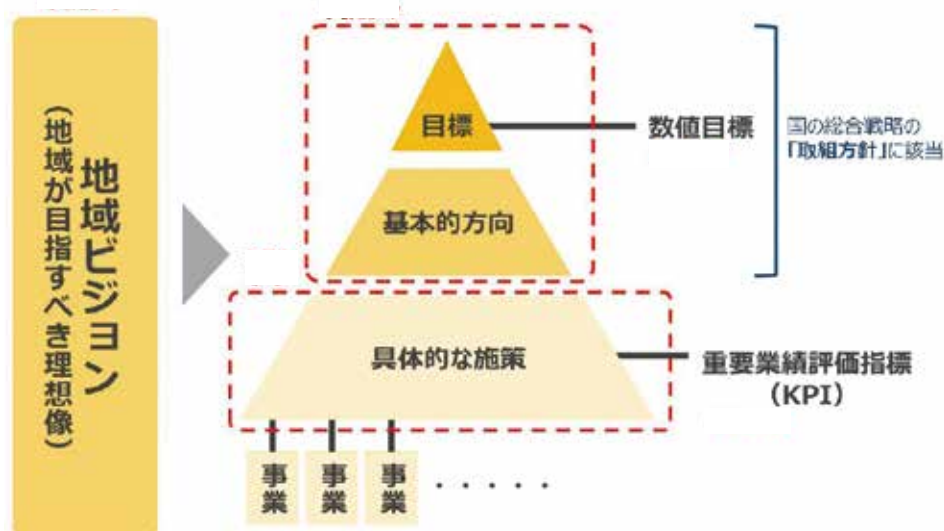 地域ビジョン
(地域が目指すべき理想像)
目標
数値目標
国の総合戦略の
「取組方針」に該当
基本的方向
具体的な施策
重要業績評価指標
(KPI)
事業
事業
事業
・・・・・